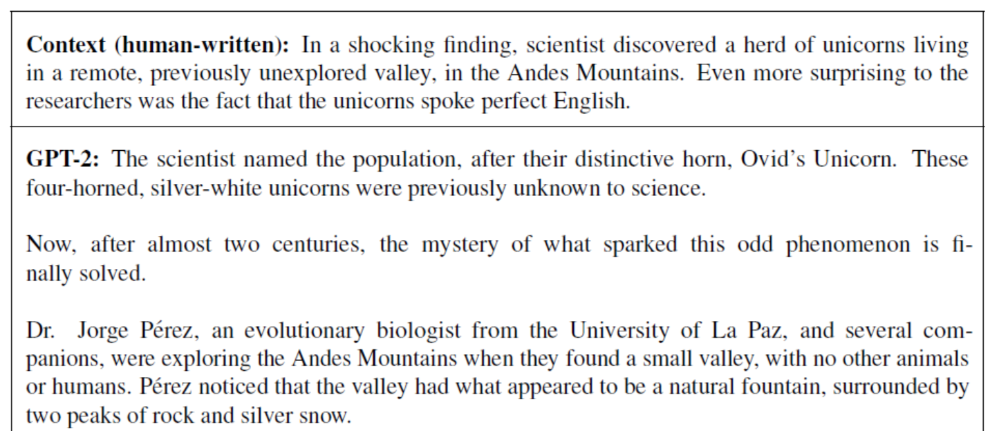 Context (human-written): In a shocking finding, scientist discovered a herd of unicorns living
in a remote, previously unexplored valley, in the Andes Mountains. Even more surprising to the
researchers was the fact that the unicorns spoke perfect English.
GPT-2: The scientist named the population, after their distinctive horn, Ovid's Unicorn. These
four-horned, silver-white unicorns were previously unknown to science.
Now, after almost two centuries, the mystery of what sparked this odd phenomenon is fi-
nally solved.
Dr. Jorge Pérez, an evolutionary biologist from the University of La Paz, and several com-
panions, were exploring the Andes Mountains when they found a small valley, with no other animals
or humans. Pérez noticed that the valley had what appeared to be a natural fountain, surrounded by
two peaks of rock and silver snow.